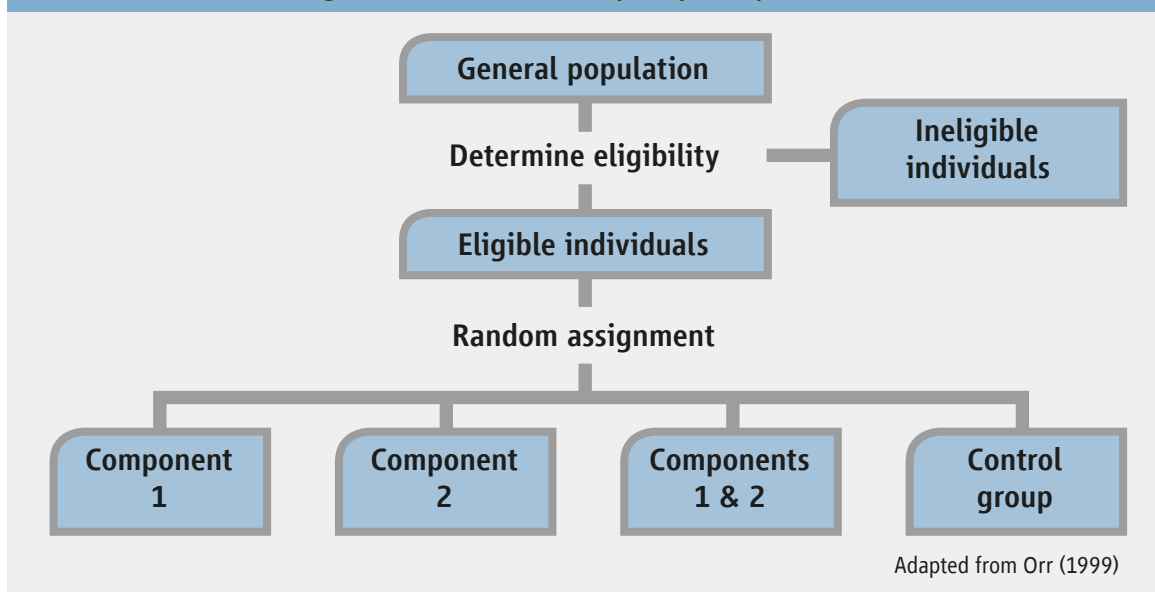 General population
Determine eligibility
Ineligible
individuals
Eligible individuals
Random assignment
Component
1
Component
2
Components
1 & 2
Control
group
Adapted from Orr (1999)